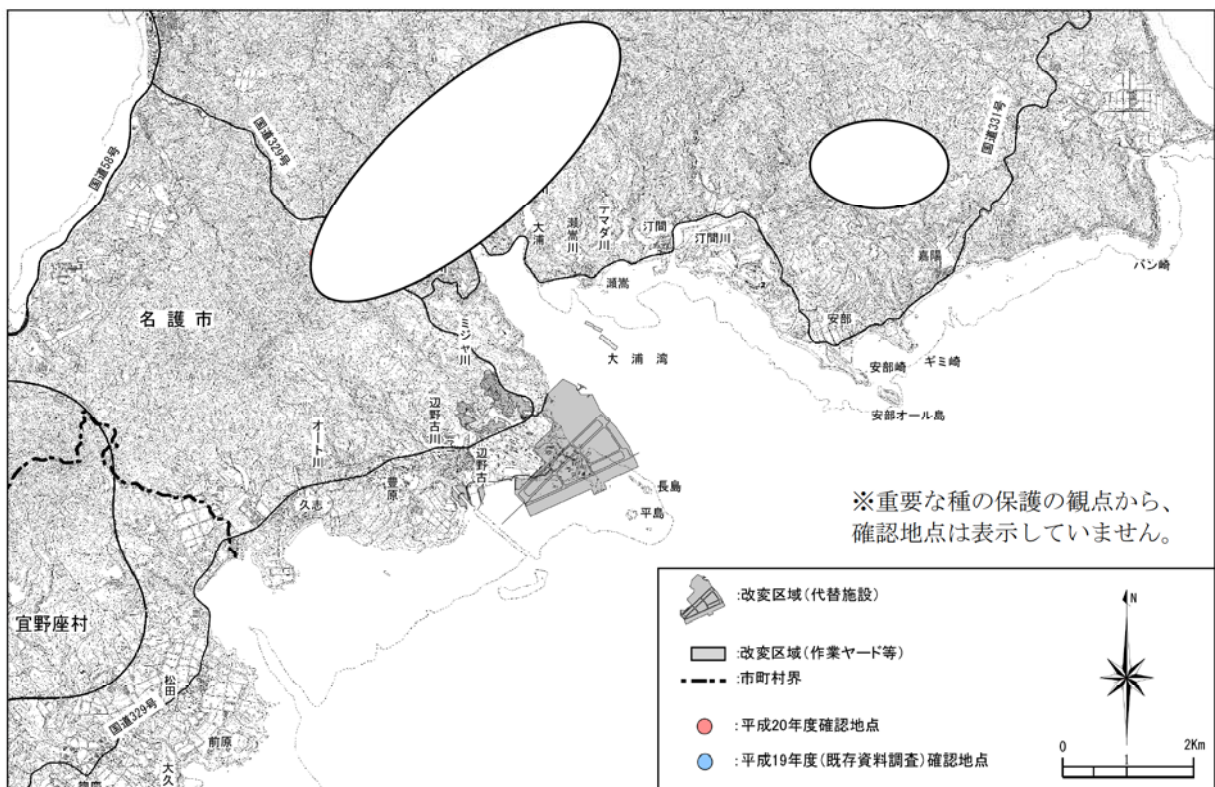 国道58号
国道329号
国道331号
大浦
瀬嵩川
テマダ川
汀間
汀間川
瀬嵩
嘉陽
バン崎
名護市
ミジャ川
大浦湾
安部
安部崎
ギミ崎
安部オール島
辺野古川
辺野古
オート川
豊原
久志
長島
平島
※重要な種の保護の観点から、
確認地点は表示していません。
宜野座村
松田
国道329号
前原
大久
:改変区域(代替施設)
:改変区域(作業ヤード等)
:市町村界
:平成20年度確認地点
:平成19年度(既存資料調査)確認地点
N
0
1
2Km